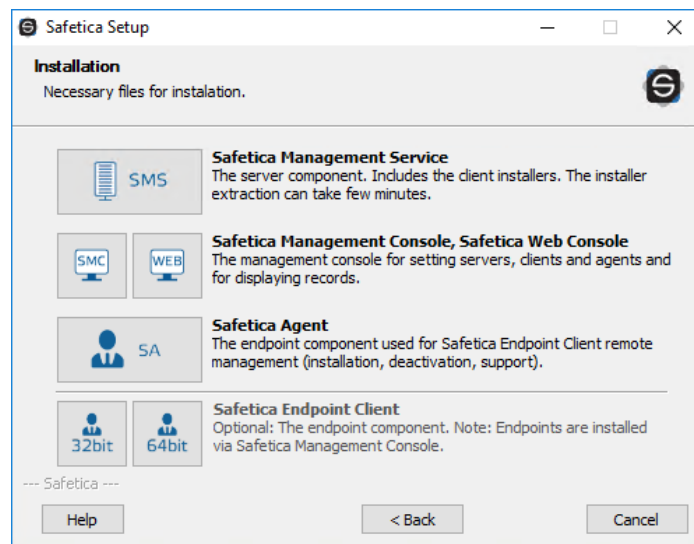 Safetica Setup
Installation
Necessary files for instalation.
SMS
Safetica Management Service
The server component. Includes the client installers. The installer
extraction can take few minutes.
SMC
WEB
Safetica Management Console, Safetica Web Console
The management console for setting servers, clients and agents and
for displaying records.
SA
Safetica Agent
The endpoint component used for Safetica Endpoint Client remote
management (installation, deactivation, support).
32bit
64bit
Safetica Endpoint Client
Optional: The endpoint component. Note: Endpoints are installed
via Safetica Management Console.
--- Safetica ---
Help
< Back
Cancel